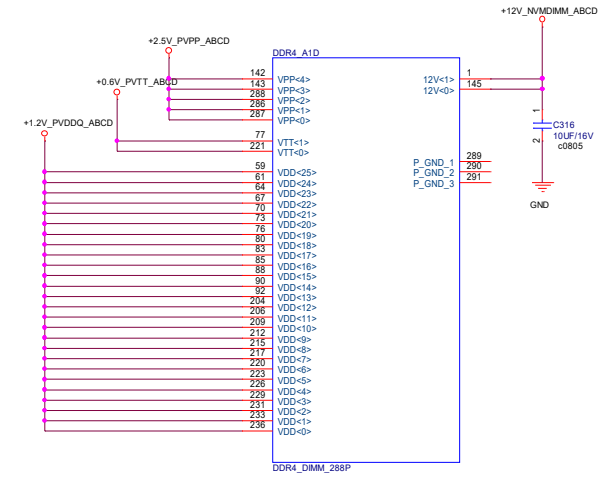 +12V_NVMDIMM_ABCD
+2.5V_PVPP_ABCD
DDR4_A1D
+0.6V_PVTT_ABCD
142 VPP<4> 12V<1> 1
143 VPP<3> 12V<0> 145
288 VPP<2>
286 VPP<1>
287 VPP<0>
1
C316
10UF/16V
2 c0805
+1.2V_PVDDQ_ABCD
77 VTT<1>
221 VTT<0>
P_GND_1 289
59 VDD<25> P_GND_2 290
61 VDD<24> P_GND_3 291
64 VDD<23>
67 VDD<22>
GND
70 VDD<21>
73 VDD<20>
76 VDD<19>
80 VDD<18>
83 VDD<17>
85 VDD<16>
88 VDD<15>
90 VDD<14>
92 VDD<13>
204 VDD<12>
206 VDD<11>
209 VDD<10>
212 VDD<9>
215 VDD<8>
217 VDD<7>
220 VDD<6>
223 VDD<5>
226 VDD<4>
229 VDD<3>
231 VDD<2>
233 VDD<1>
236 VDD<0>
DDR4_DIMM_288P